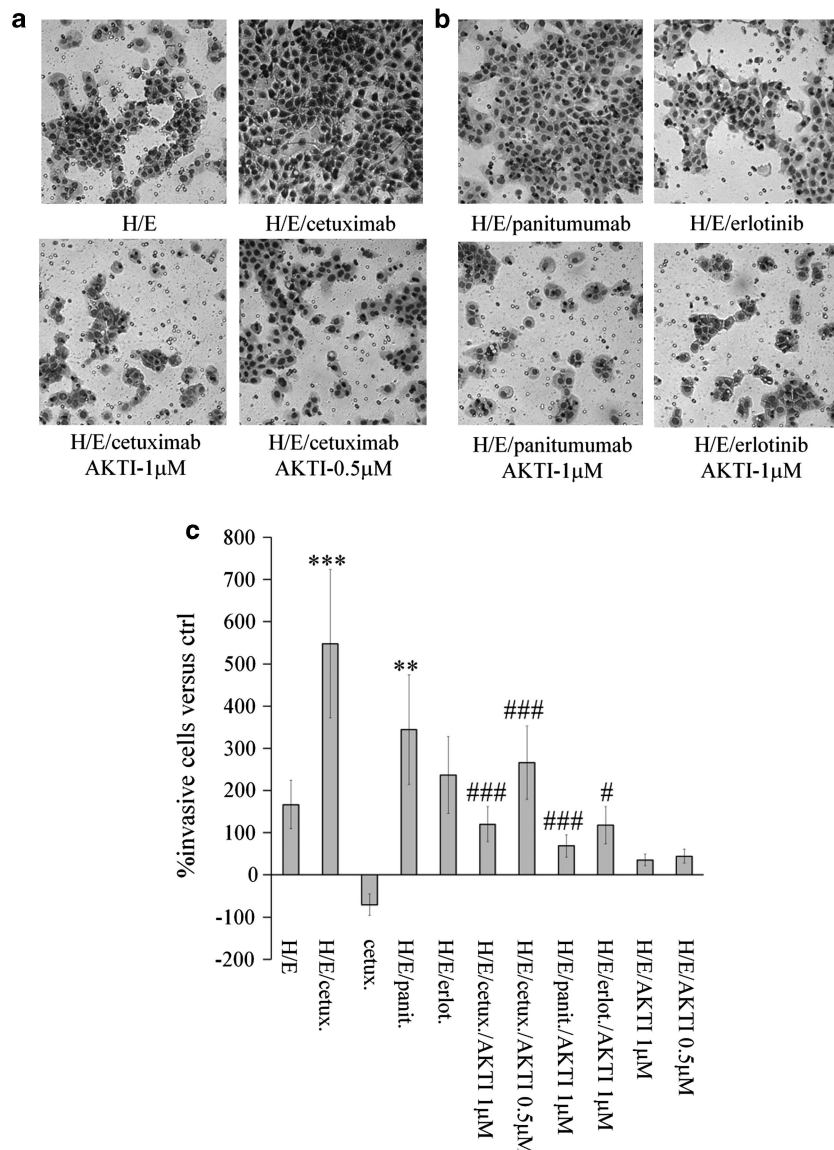 a
b
H/E
H/E/cetuximab
H/E/panitumumab
H/E/erlotinib
H/E/cetuximab
AKTI-1µM
H/E/cetuximab
AKTI-0.5µM
H/E/panitumumab
AKTI-1µM
H/E/erlotinib
AKTI-1µM
c
%invasive cells versus ctrl
800
700
600
500
400
300
200
100
0
-100
-200
***
**
###
###
###
#
H/E
H/E/cetux.
cetux.
H/E/panit.
H/E/erlot.
H/E/cetux./AKTI 1µM
H/E/cetux./AKTI 0.5µM
H/E/panit./AKTI 1µM
H/E/erlot./AKTI 1µM
H/E/AKTI 1µM
H/E/AKTI 0.5µM